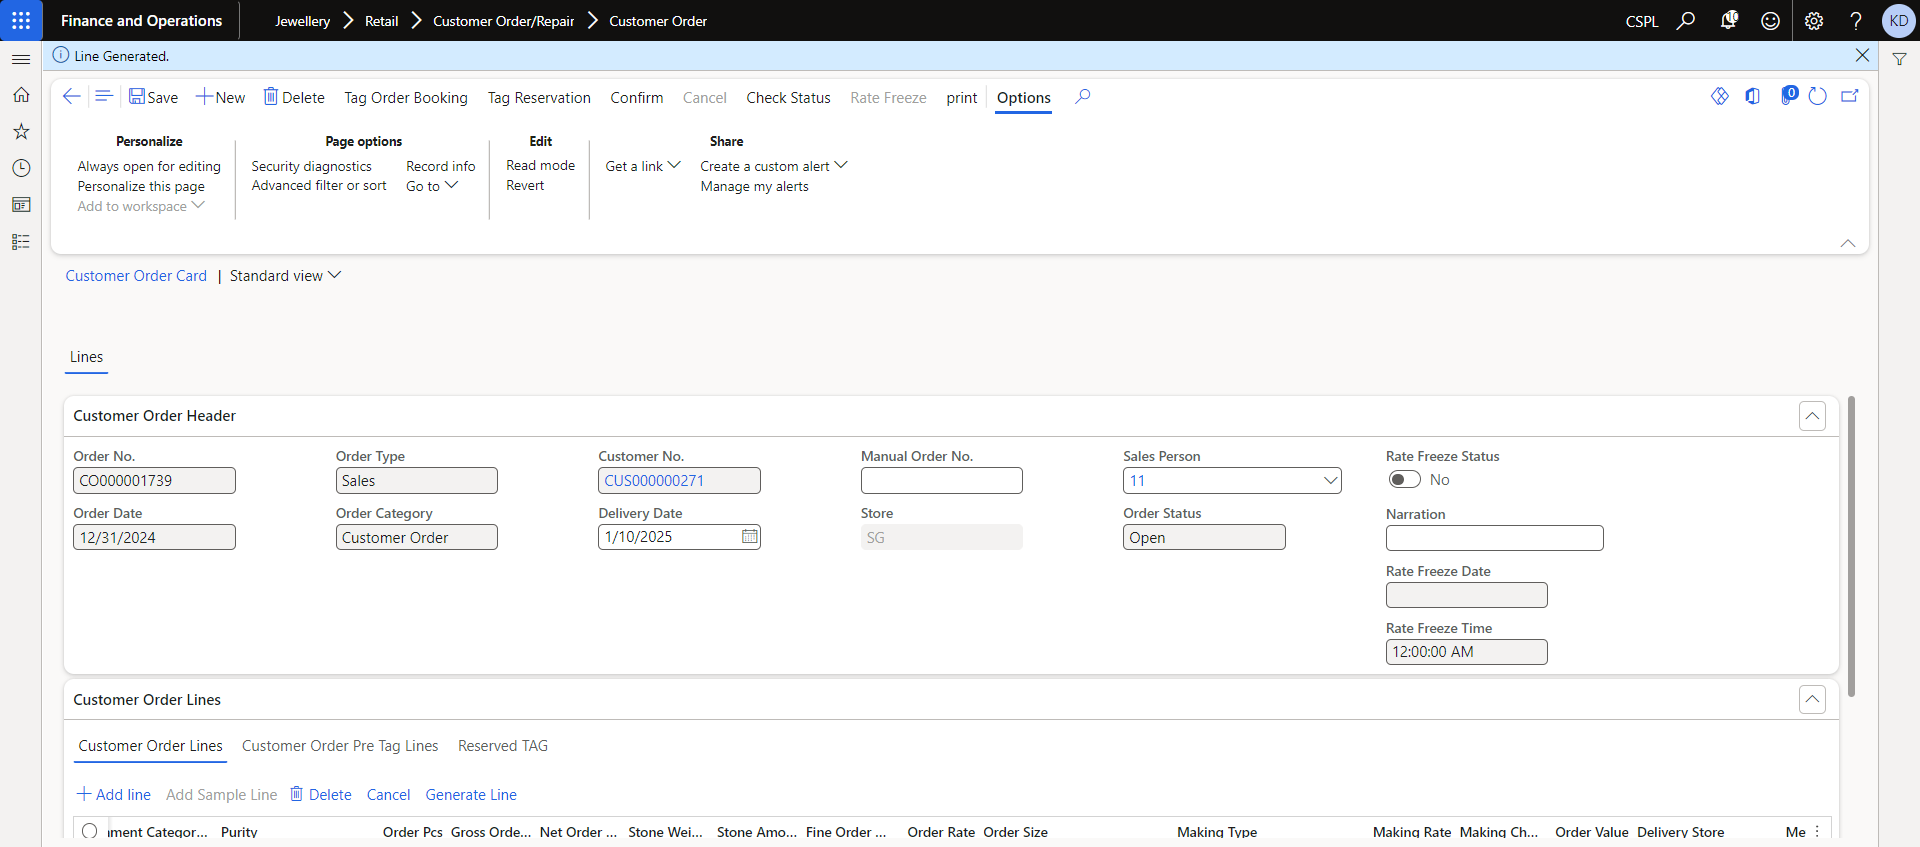 Finance and Operations
Jewellery
Retail
Customer Order/Repair
Customer Order
CSPL
KD
Line Generated.
Save
New
Delete
Tag Order Booking
Tag Reservation
Confirm
Cancel
Check Status
Rate Freeze
print
Options
0
Personalize
Always open for editing
Personalize this page
Add to workspace
Page options
Security diagnostics
Advanced filter or sort
Record info
Go to
Edit
Read mode
Revert
Get a link
Share
Create a custom alert
Manage my alerts
Customer Order Card | Standard view
Lines
Customer Order Header
Order No.
CO000001739
Order Type
Sales
Customer No.
CUS000000271
Manual Order No.
Sales Person
11
Rate Freeze Status
No
Order Date
12/31/2024
Order Category
Customer Order
Delivery Date
1/10/2025
Store
SG
Order Status
Open
Narration
Rate Freeze Date
Rate Freeze Time
12:00:00 AM
Customer Order Lines
Customer Order Lines
Customer Order Pre Tag Lines
Reserved TAG
Add line
Add Sample Line
Delete
Cancel
Generate Line
ment Categor...
Purity
Order Pcs
Gross Orde...
Net Order ...
Stone Wei...
Stone Amo...
Fine Order ...
Order Rate
Order Size
Making Type
Making Rate
Making Ch...
Order Value
Delivery Store
Me